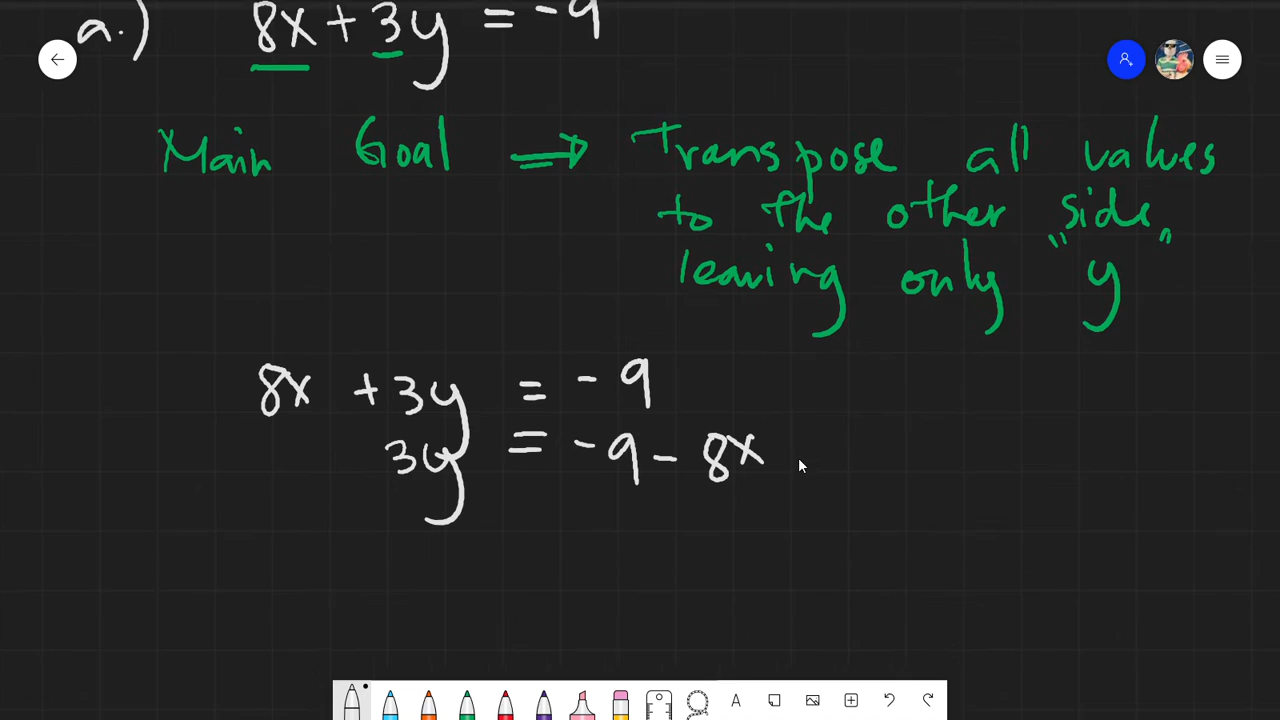 a.) 8x + 3y = -9
Main Goal ⇒ Transpose all values
to the other side
leaving only "y"
8x + 3y = -9
3y = -9 - 8x
A